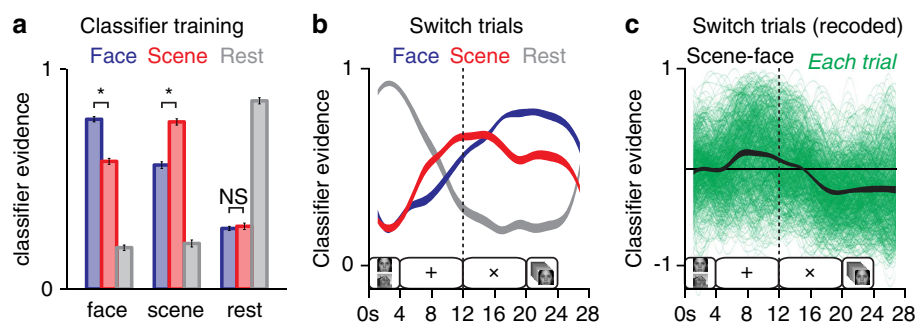 a Classifier training
Face Scene Rest
classifier evidence
1
0
*
*
NS
face scene rest
b Switch trials
Face Scene Rest
Classifier evidence
1
0
+
×
0s 4 8 12 16 20 24 28
c Switch trials (recoded)
Scene-face
Each trial
Classifier evidence
1
-1
+
×
0s 4 8 12 16 20 24 28